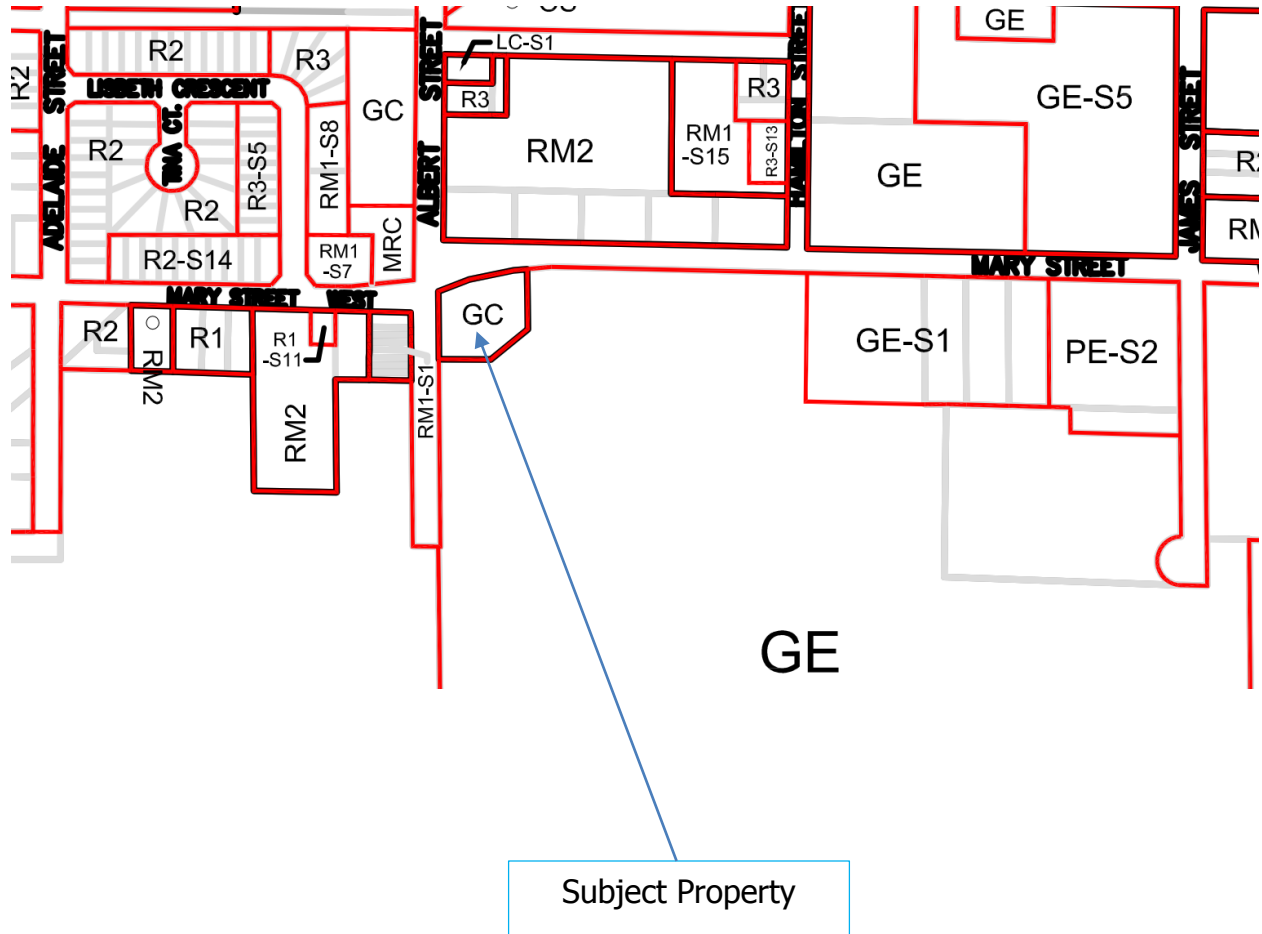 GE
R2
R3
LC-S1
R2
LISBETH CRESCENT
GC
R3
R3
GE-S5
ADELAIDE STREET
ALBERT STREET
HAMILTON STREET
JAMES STREET
R2
TINA CT.
R3-S5
RM1-S8
RM2
RM1
-S15
R3-S13
GE
R2
R2-S14
RM1
-S7
MRC
MARY STREET WEST
MARY STREET
R2
RM2
R1
R1
-S11
RM2
RM1-S1
GC
GE-S1
PE-S2
GE
Subject Property